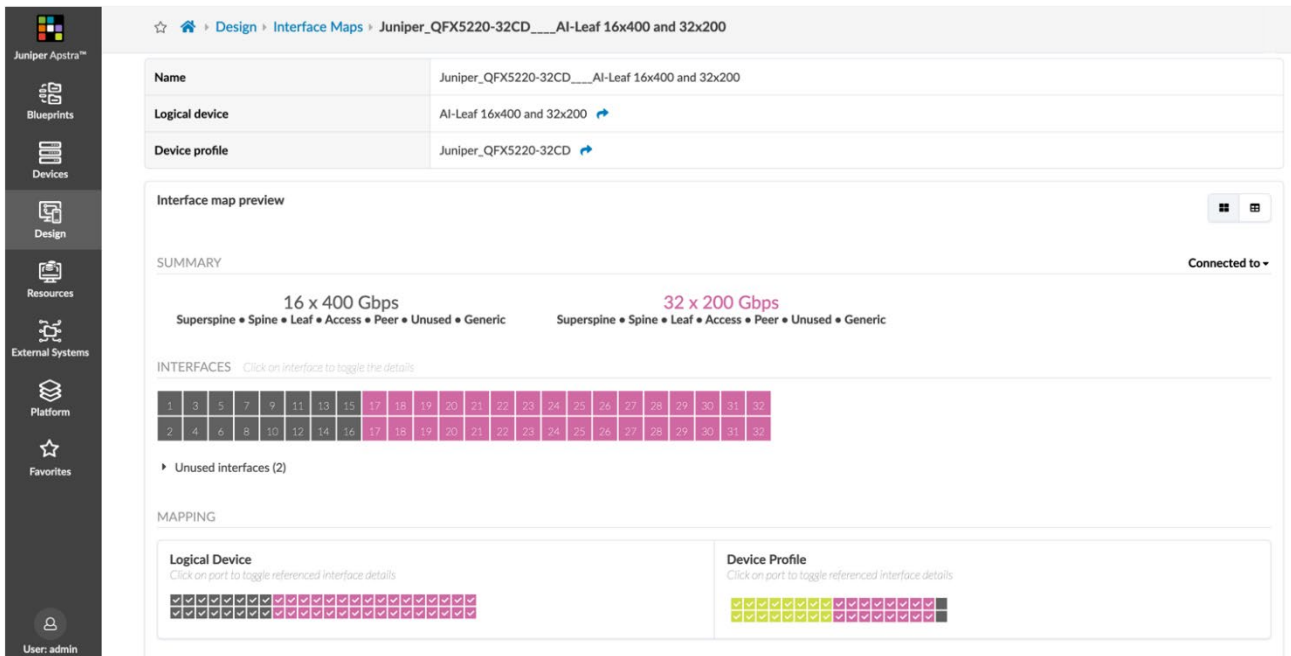 Juniper Apstra™
Blueprints
Devices
Design
Resources
External Systems
Platform
Favorites
User: admin
Design Interface Maps Juniper_QFX5220-32CD____AI-Leaf 16x400 and 32x200
Name Juniper_QFX5220-32CD____AI-Leaf 16x400 and 32x200
Logical device AI-Leaf 16x400 and 32x200
Device profile Juniper_QFX5220-32CD
Interface map preview
SUMMARY Connected to
16 x 400 Gbps 32 x 200 Gbps
Superspine • Spine • Leaf • Access • Peer • Unused • Generic Superspine • Spine • Leaf • Access • Peer • Unused • Generic
INTERFACES Click on interface to toggle the details
1 3 5 7 9 11 13 15 17 18 19 20 21 22 23 24 25 26 27 28 29 30 31 32
2 4 6 8 10 12 14 16 17 18 19 20 21 22 23 24 25 26 27 28 29 30 31 32
Unused interfaces (2)
MAPPING
Logical Device Device Profile
Click on port to toggle referenced interface details Click on port to toggle referenced interface details